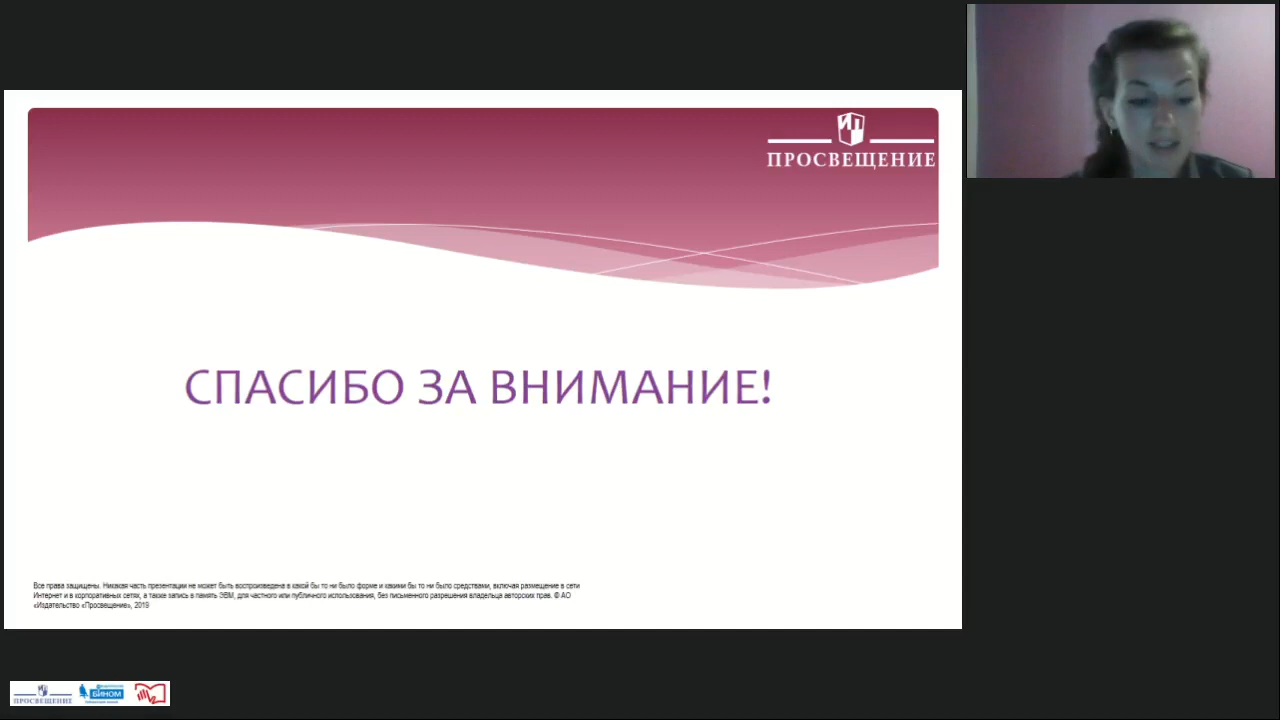 ПРОСВЕЩЕНИЕ
СПАСИБО ЗА ВНИМАНИЕ!
Все права защищены. Никакая часть презентации не может быть воспроизведена в какой бы то ни было форме и какими бы то ни было средствами, включая размещение в сети
Интернет и в корпоративных сетях, а также запись в память ЭВМ, для частного или публичного использования, без письменного разрешения владельца авторских прав. © АО
«Издательство «Просвещение», 2019
ПРОСВЕЩЕНИЕ
БИНОМ